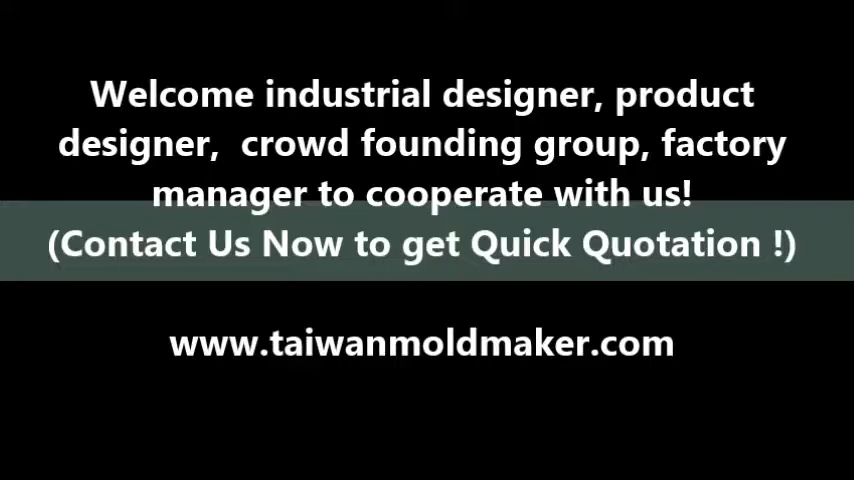 Welcome industrial designer, product
designer,  crowd founding group, factory
manager to cooperate with us!
(Contact Us Now to get Quick Quotation !)
www.taiwanmoldmaker.com